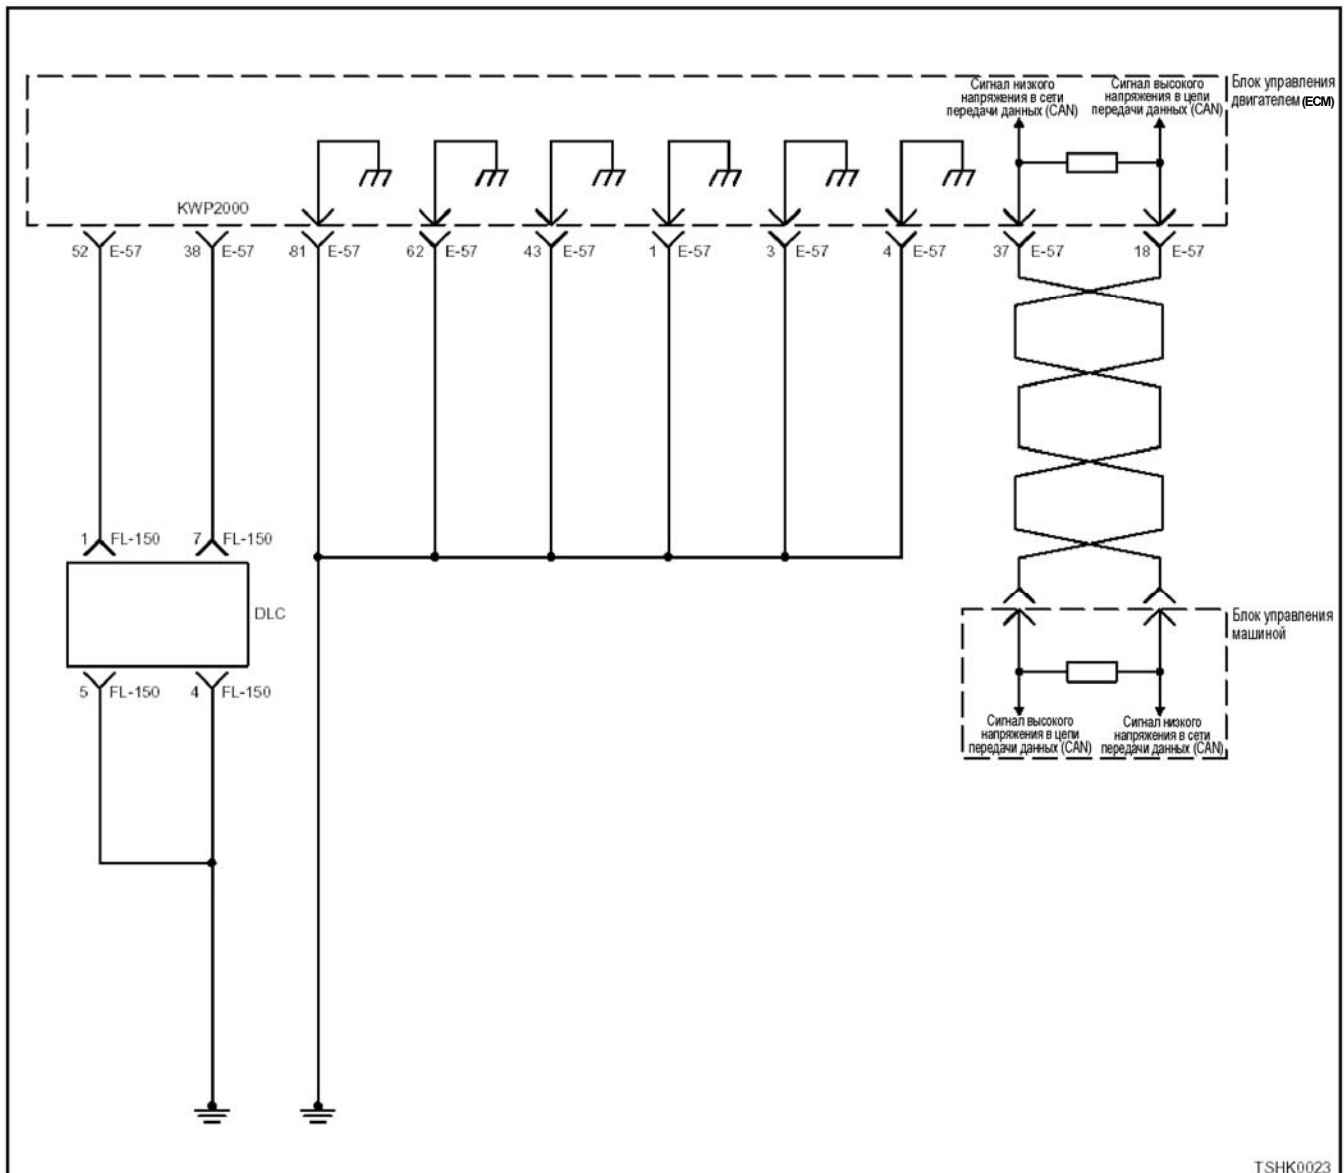 Сигнал низкого
напряжения в сети
передачи данных (CAN)
Сигнал высокого
напряжения в цепи
передачи данных (CAN)
Блок управления
двигателем (ECM)
KWP2000
52 E-57 38 E-57 81 E-57 62 E-57 43 E-57 1 E-57 3 E-57 4 E-57 37 E-57 18 E-57
1 FL-150 7 FL-150
DLC
5 FL-150 4 FL-150
Блок управления
машиной
Сигнал высокого
напряжения в цепи
передачи данных (CAN)
Сигнал низкого
напряжения в сети
передачи данных (CAN)
TSHK0023